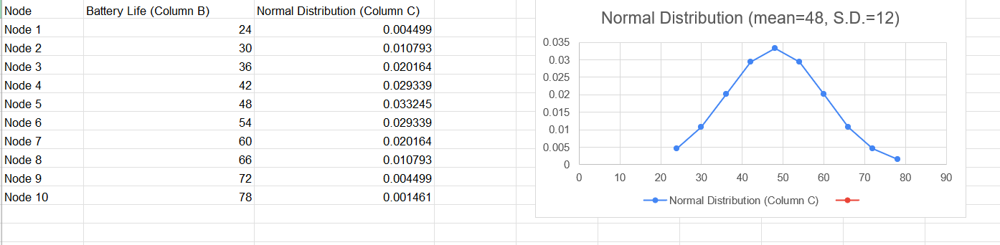 Node Battery Life (Column B) Normal Distribution (Column C)
Node 1 24 0.004499
Node 2 30 0.010793
Node 3 36 0.020164
Node 4 42 0.029339
Node 5 48 0.033245
Node 6 54 0.029339
Node 7 60 0.020164
Node 8 66 0.010793
Node 9 72 0.004499
Node 10 78 0.001461
Normal Distribution (mean=48, S.D.=12)
0.035
0.03
0.025
0.02
0.015
0.01
0.005
0
0 10 20 30 40 50 60 70 80 90
Normal Distribution (Column C)